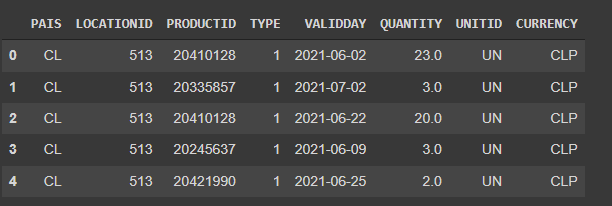 PAIS LOCATIONID PRODUCTID TYPE VALIDDAY QUANTITY UNITID CURRENCY
0 CL 513 20410128 1 2021-06-02 23.0 UN CLP
1 CL 513 20335857 1 2021-07-02 3.0 UN CLP
2 CL 513 20410128 1 2021-06-22 20.0 UN CLP
3 CL 513 20245637 1 2021-06-09 3.0 UN CLP
4 CL 513 20421990 1 2021-06-25 2.0 UN CLP